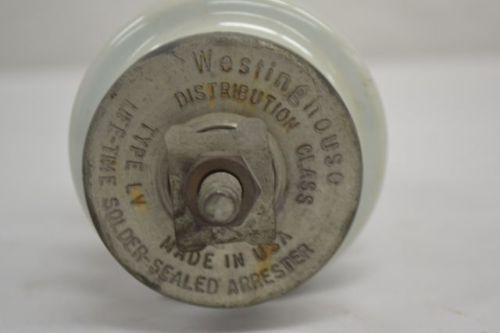 Westinghouse
DISTRIBUTION CLASS
TYPE LV
MADE IN USA
LIFE-TIME SOLDER-SEALED ARRESTER